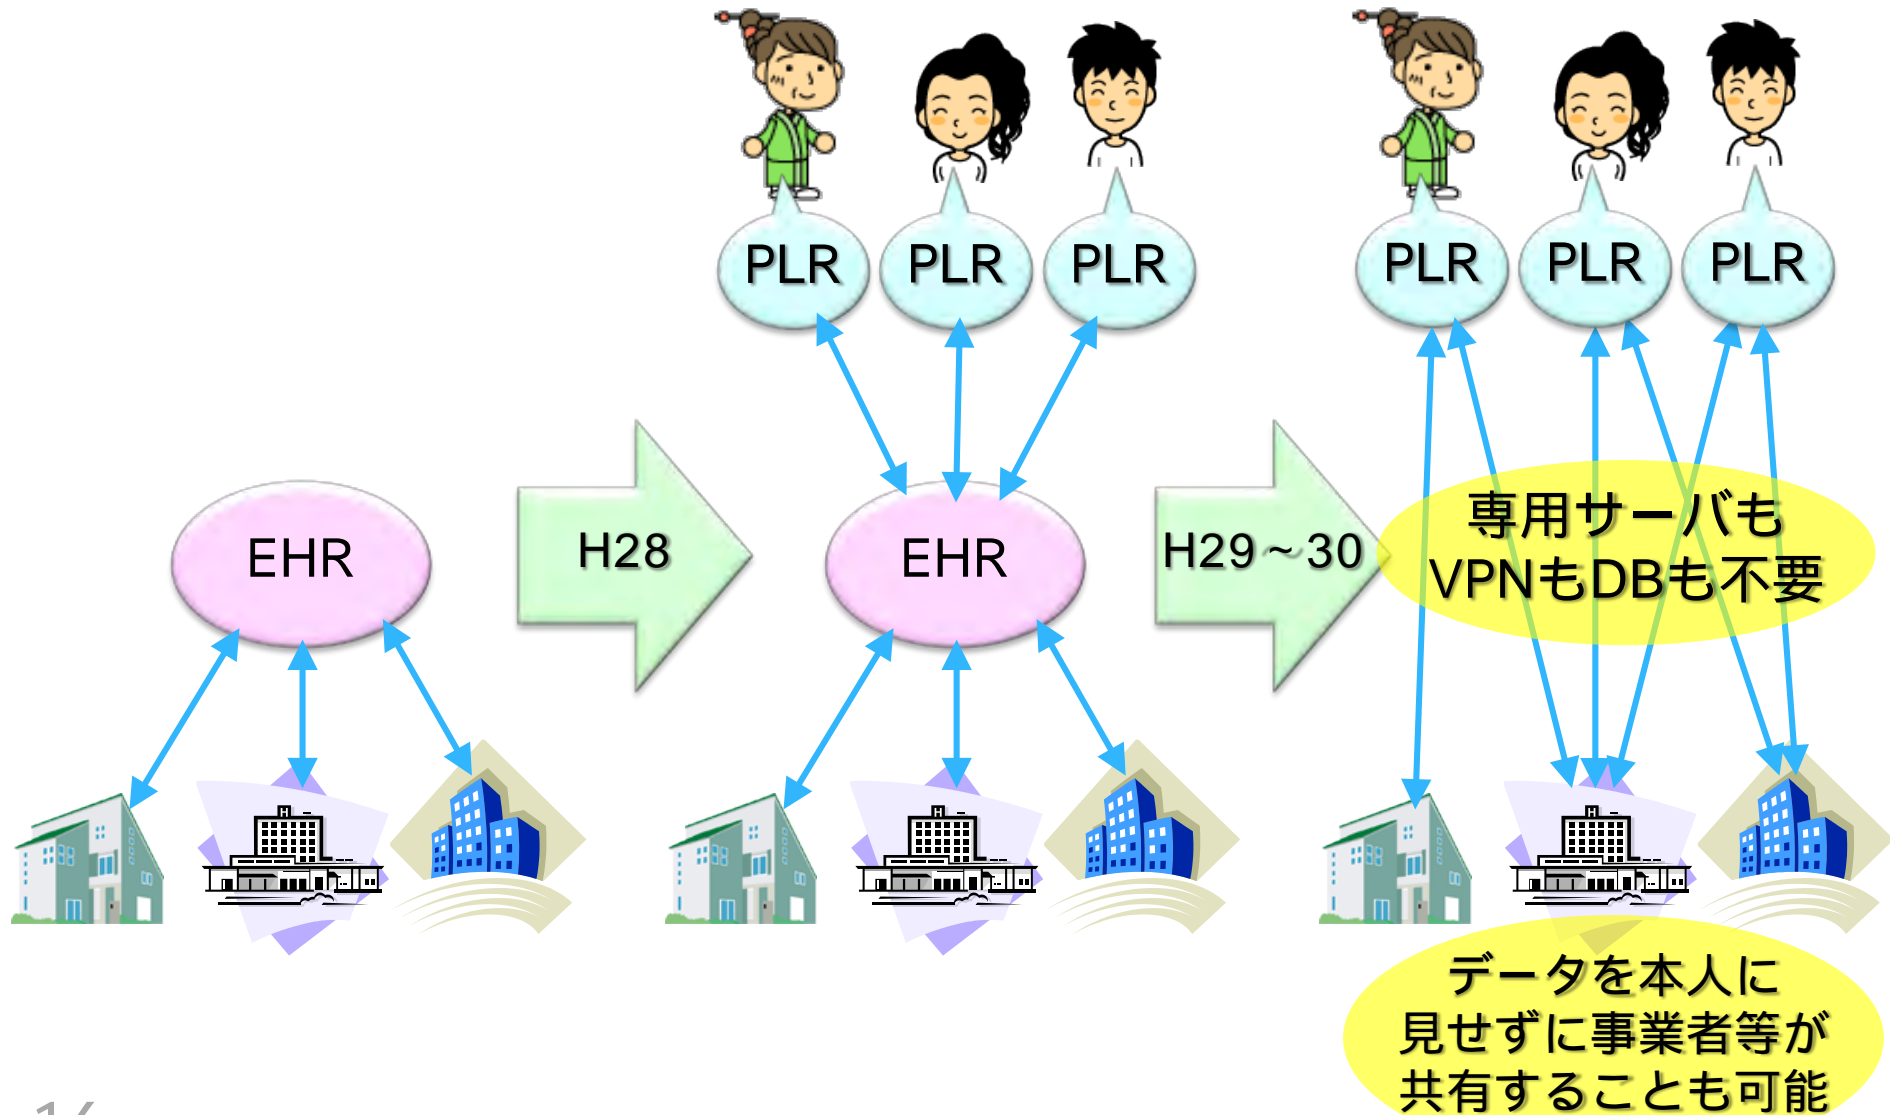 PLR PLR PLR
PLR PLR PLR
EHR
H28
EHR
H29～30
専用サーバも
VPNもDBも不要
データを本人に
見せずに事業者等が
共有することも可能